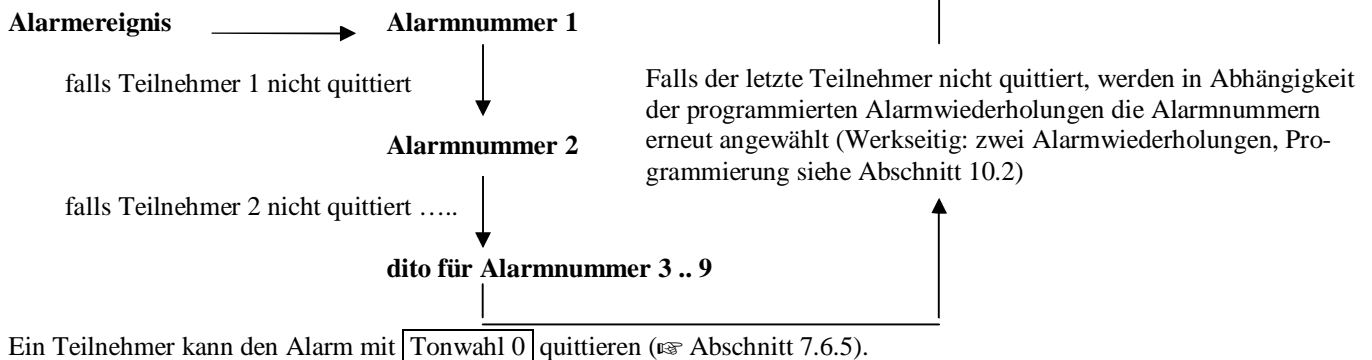 Alarmereignis Alarmnummer 1
falls Teilnehmer 1 nicht quittiert
Alarmnummer 2
falls Teilnehmer 2 nicht quittiert …..
dito für Alarmnummer 3 .. 9
Falls der letzte Teilnehmer nicht quittiert, werden in Abhängigkeit
der programmierten Alarmwiederholungen die Alarmnummern
erneut angewählt (Werkseitig: zwei Alarmwiederholungen, Pro-
grammierung siehe Abschnitt 10.2)
Ein Teilnehmer kann den Alarm mit Tonwahl 0 quittieren (☞ Abschnitt 7.6.5).